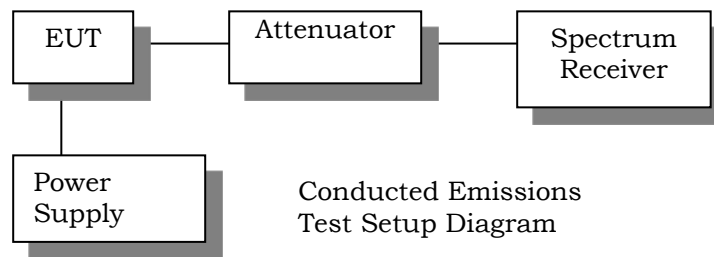 EUT
Attenuator
Spectrum
Receiver
Power
Supply
Conducted Emissions
Test Setup Diagram